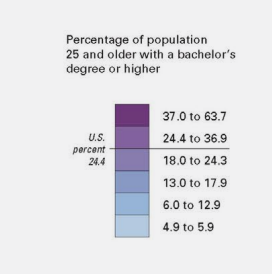 Percentage of population
25 and older with a bachelor's
degree or higher
37.0 to 63.7
U.S.
percent
24.4
24.4 to 36.9
18.0 to 24.3
13.0 to 17.9
6.0 to 12.9
4.9 to 5.9